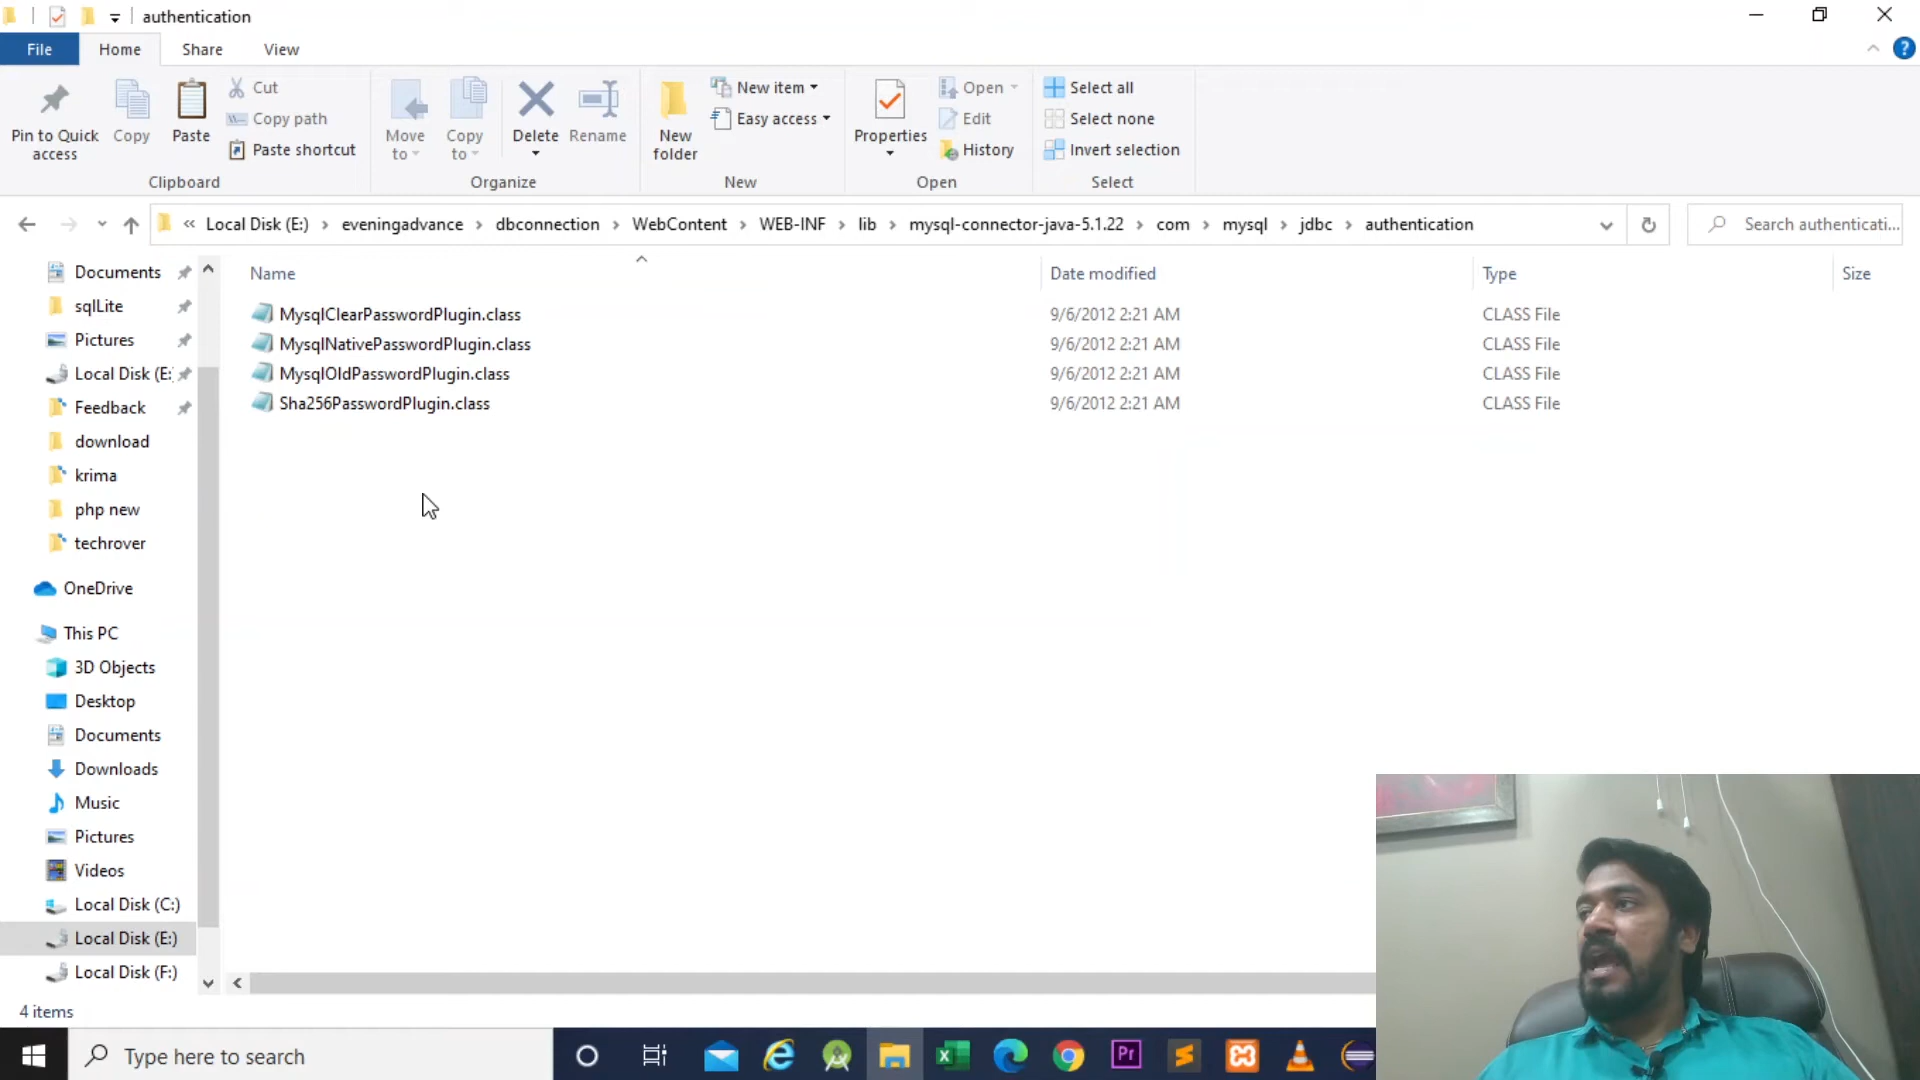 authentication
File Home Share View
Pin to Quick access
Copy
Paste
Cut
Copy path
Paste shortcut
Clipboard
Move to
Copy to
Delete
Rename
Organize
New folder
New item
Easy access
New
Properties
Open
Edit
History
Open
Select all
Select none
Invert selection
Select
« Local Disk (E:) › eveningadvance › dbconnection › WebContent › WEB-INF › lib › mysql-connector-java-5.1.22 › com › mysql › jdbc › authentication
Search authenticati...
Name Date modified Type Size
MysqlClearPasswordPlugin.class 9/6/2012 2:21 AM CLASS File
MysqlNativePasswordPlugin.class 9/6/2012 2:21 AM CLASS File
MysqlOldPasswordPlugin.class 9/6/2012 2:21 AM CLASS File
Sha256PasswordPlugin.class 9/6/2012 2:21 AM CLASS File
Documents
sqlLite
Pictures
Local Disk (E:
Feedback
download
krima
php new
techrover
OneDrive
This PC
3D Objects
Desktop
Documents
Downloads
Music
Pictures
Videos
Local Disk (C:)
Local Disk (E:)
Local Disk (F:)
4 items
Type here to search
Pr